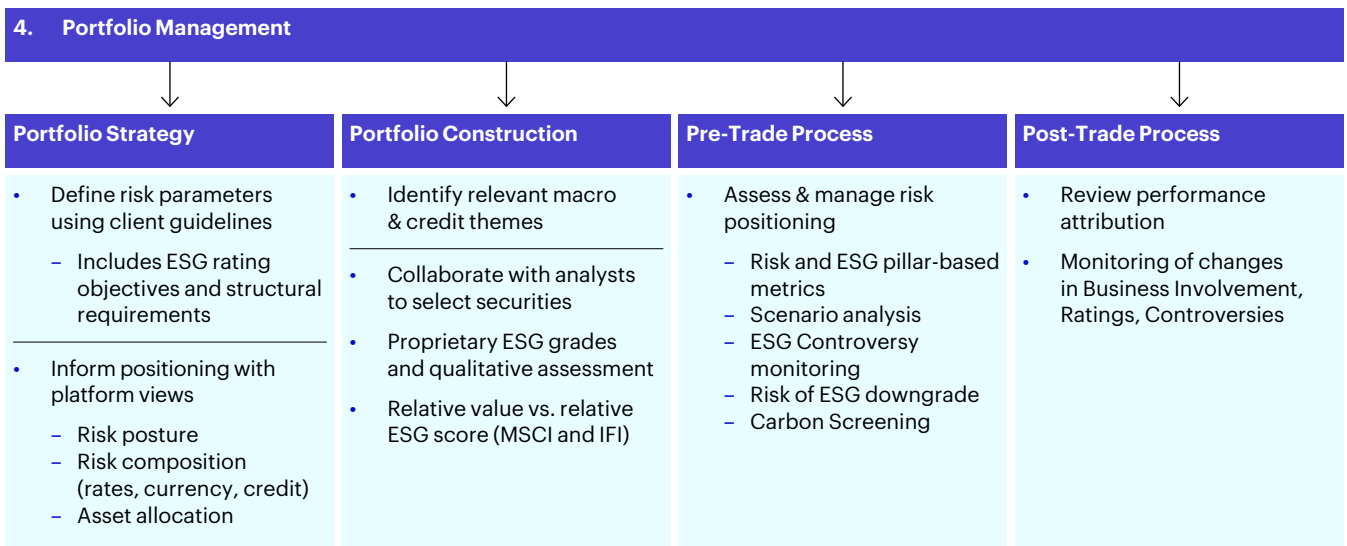 4. Portfolio Management
Portfolio Strategy
• Define risk parameters
using client guidelines
– Includes ESG rating
objectives and structural
requirements
• Inform positioning with
platform views
– Risk posture
– Risk composition
(rates, currency, credit)
– Asset allocation
Portfolio Construction
• Identify relevant macro
& credit themes
• Collaborate with analysts
to select securities
• Proprietary ESG grades
and qualitative assessment
• Relative value vs. relative
ESG score (MSCI and IFI)
Pre-Trade Process
• Assess & manage risk
positioning
– Risk and ESG pillar-based
metrics
– Scenario analysis
– ESG Controversy
monitoring
– Risk of ESG downgrade
– Carbon Screening
Post-Trade Process
• Review performance
attribution
• Monitoring of changes
in Business Involvement,
Ratings, Controversies